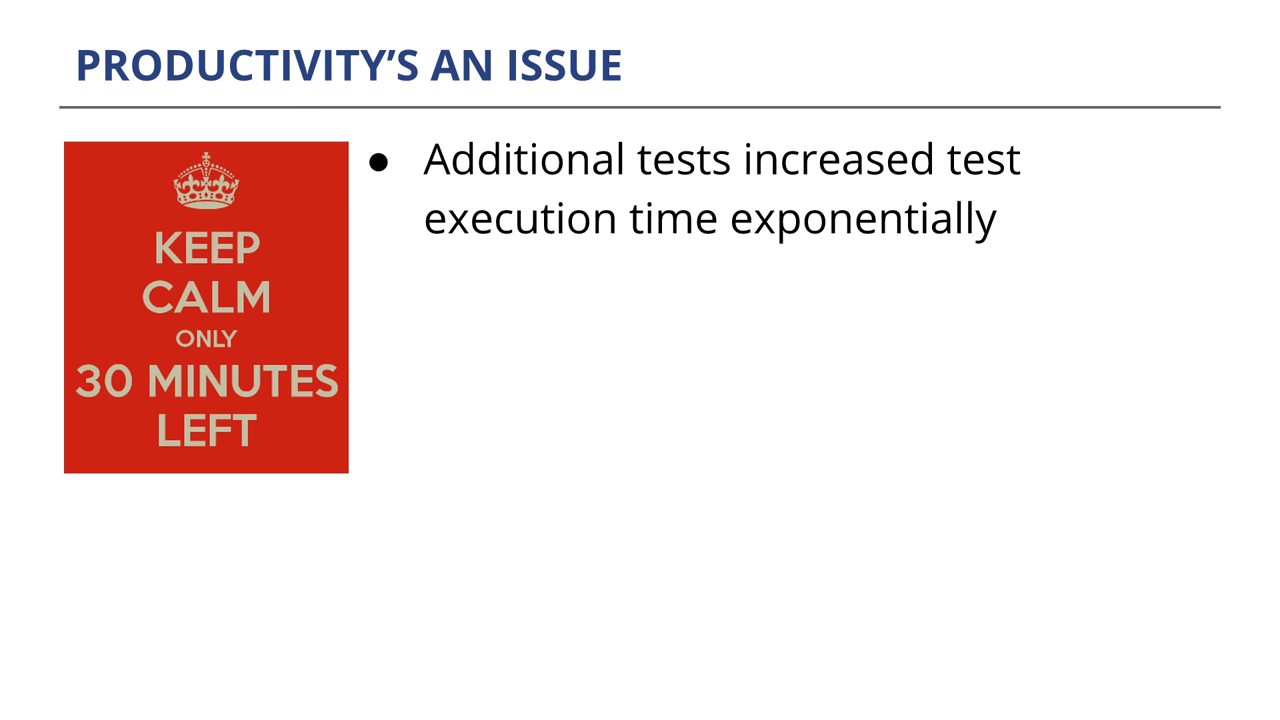 PRODUCTIVITY’S AN ISSUE
KEEP
CALM
ONLY
30 MINUTES
LEFT
● Additional tests increased test
execution time exponentially